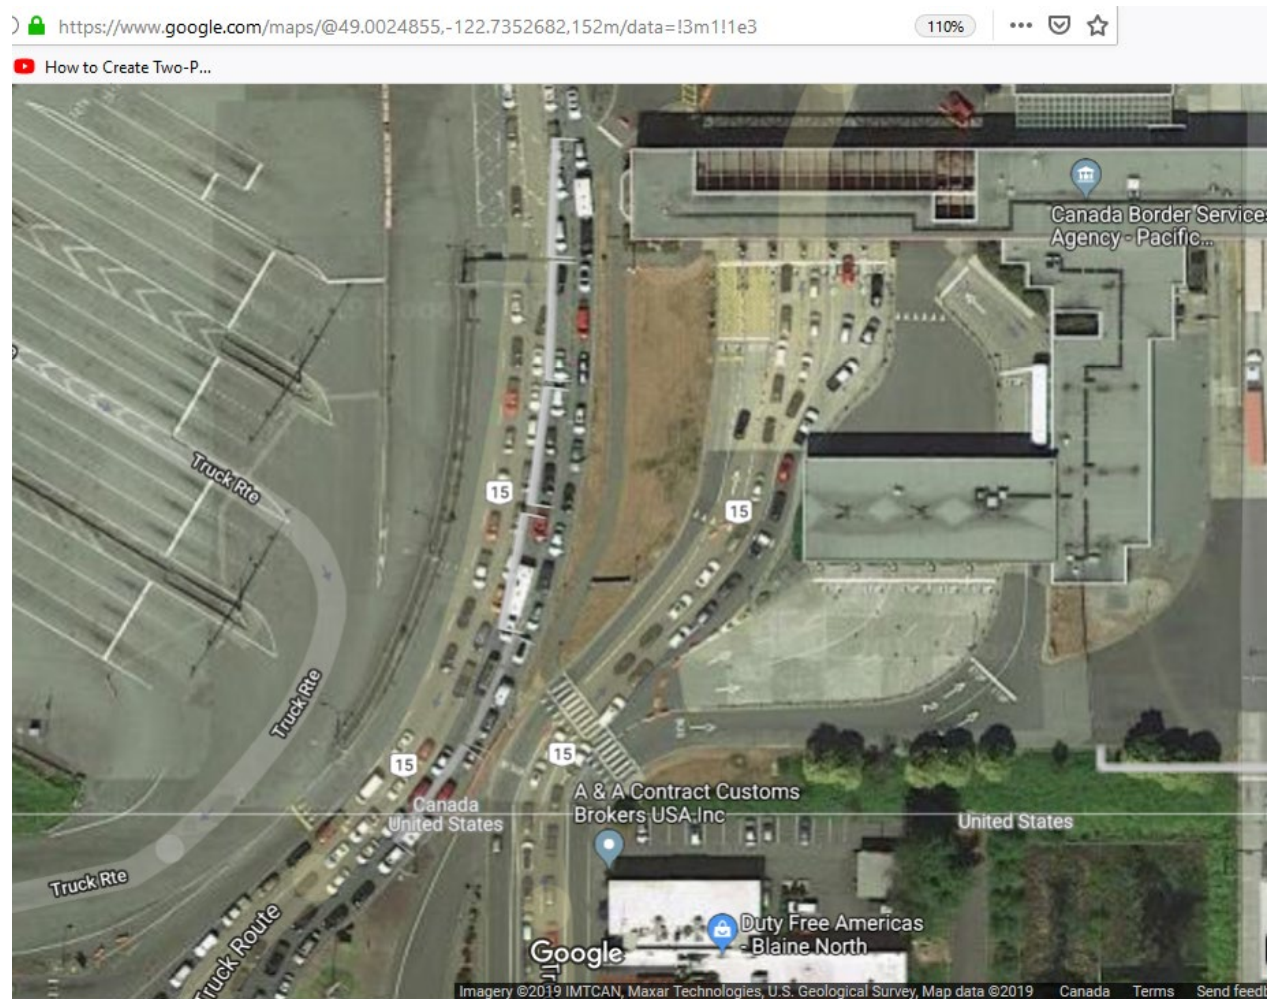 https://www.google.com/maps/@49.0024855,-122.7352682,152m/data=!3m1!1e3
110%
How to Create Two-P...
Canada Border Services
Agency - Pacific...
Truck Rte
15
15
Truck Rte
15
15
A & A Contract Customs
Brokers USA Inc
Canada
United States
United States
Truck Rte
Truck Route
Duty Free Americas
- Blaine North
Google
Imagery ©2019 IMTCAN, Maxar Technologies, U.S. Geological Survey, Map data ©2019 Canada Terms Send feedb